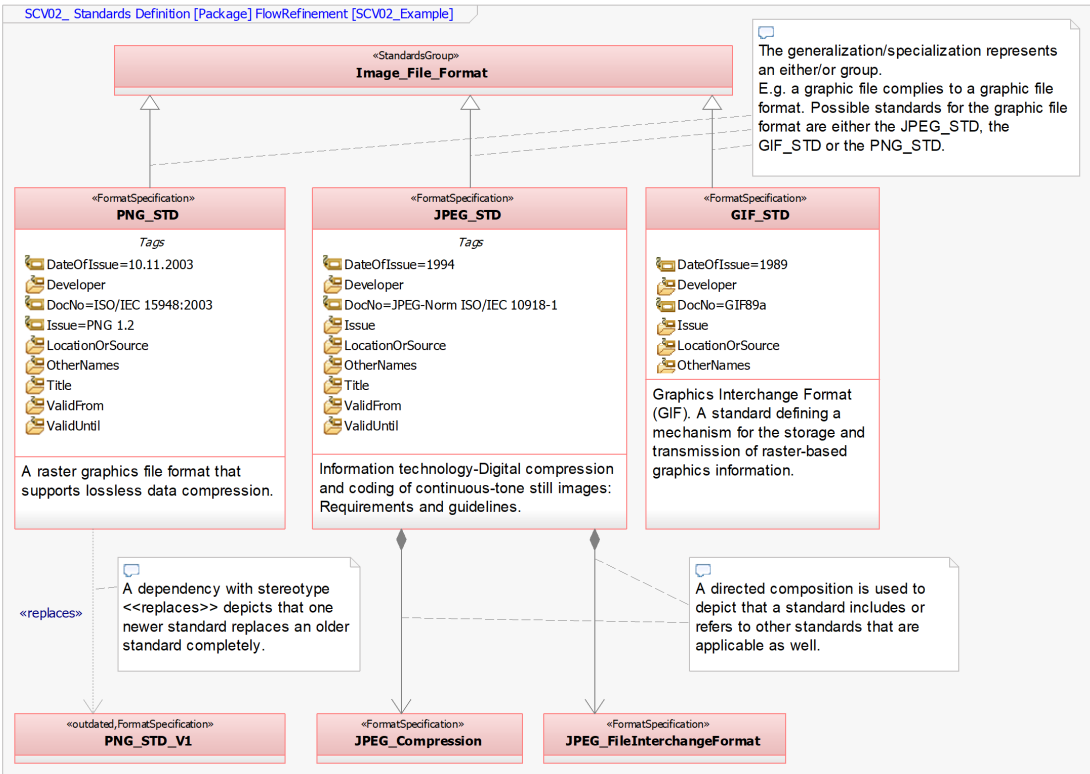 SCV02_ Standards Definition [Package] FlowRefinement [SCV02_Example]
«StandardsGroup»
Image_File_Format
The generalization/specialization represents
an either/or group.
E.g. a graphic file complies to a graphic file
format. Possible standards for the graphic file
format are either the JPEG_STD, the
GIF_STD or the PNG_STD.
«FormatSpecification»
PNG_STD
Tags
DateOfIssue=10.11.2003
Developer
DocNo=ISO/IEC 15948:2003
Issue=PNG 1.2
LocationOrSource
OtherNames
Title
ValidFrom
ValidUntil
A raster graphics file format that
supports lossless data compression.
«FormatSpecification»
JPEG_STD
Tags
DateOfIssue=1994
Developer
DocNo=JPEG-Norm ISO/IEC 10918-1
Issue
LocationOrSource
OtherNames
Title
ValidFrom
ValidUntil
Information technology-Digital compression
and coding of continuous-tone still images:
Requirements and guidelines.
«FormatSpecification»
GIF_STD
DateOfIssue=1989
Developer
DocNo=GIF89a
Issue
LocationOrSource
OtherNames
Graphics Interchange Format
(GIF). A standard defining a
mechanism for the storage and
transmission of raster-based
graphics information.
«replaces»
A dependency with stereotype
<<replaces>> depicts that one
newer standard replaces an older
standard completely.
A directed composition is used to
depict that a standard includes or
refers to other standards that are
applicable as well.
«outdated,FormatSpecification»
PNG_STD_V1
«FormatSpecification»
JPEG_Compression
«FormatSpecification»
JPEG_FileInterchangeFormat